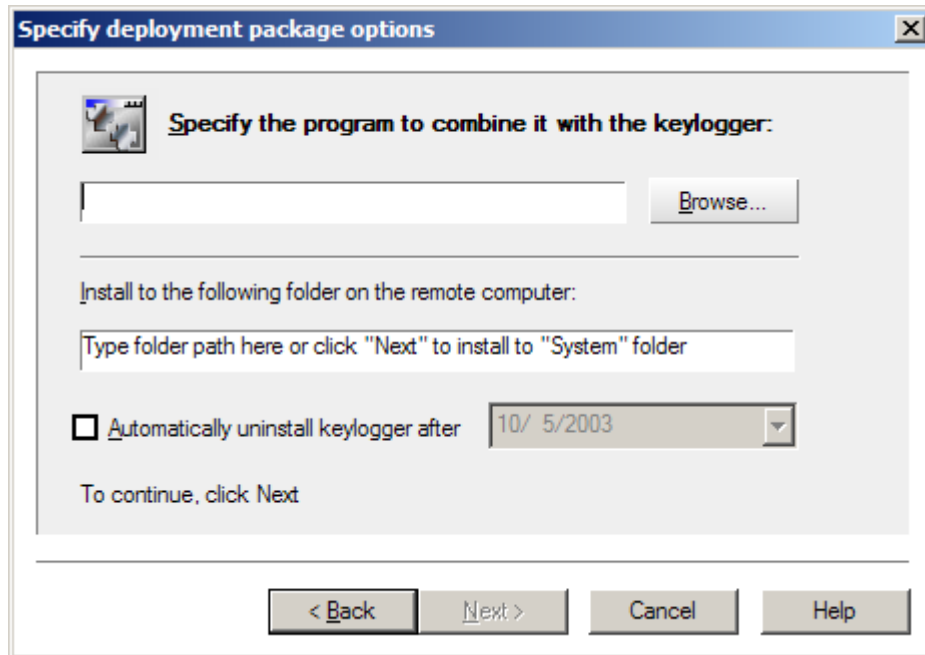 Specify deployment package options
Specify the program to combine it with the keylogger:
Browse...
Install to the following folder on the remote computer:
Type folder path here or click "Next" to install to "System" folder
Automatically uninstall keylogger after
10/ 5/2003
To continue, click Next
< Back
Next >
Cancel
Help